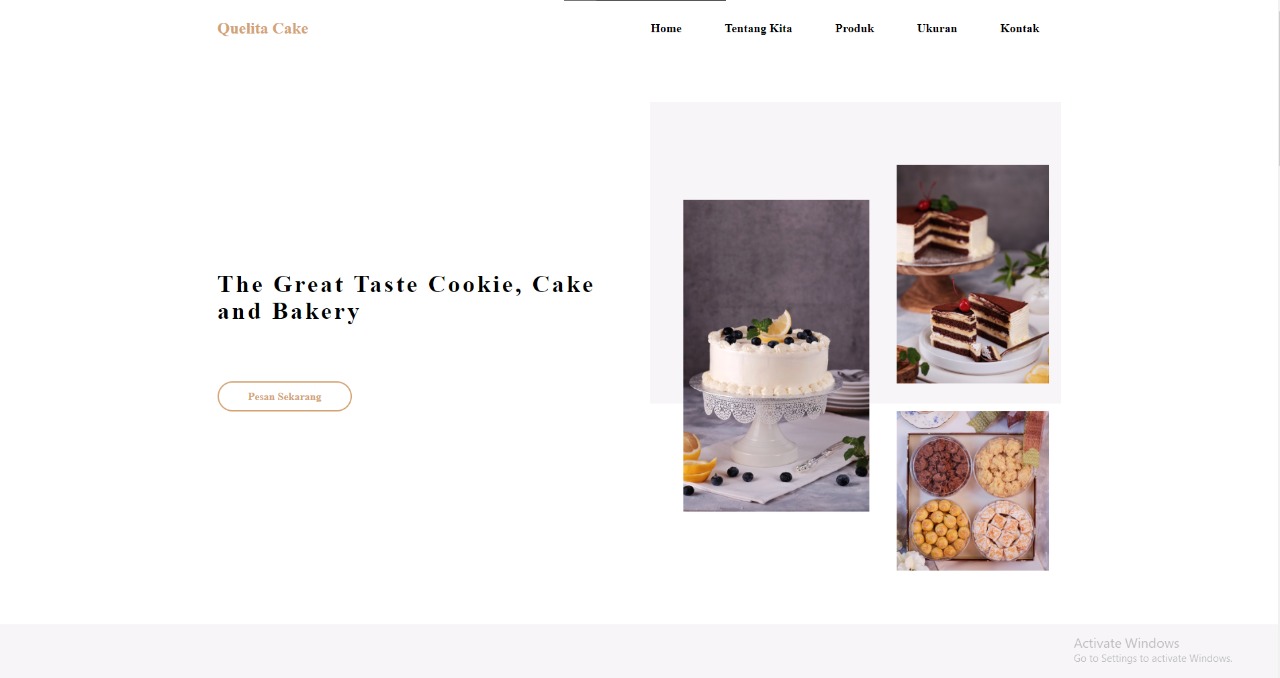 Quelita Cake
Home Tentang Kita Produk Ukuran Kontak
The Great Taste Cookie, Cake
and Bakery
Pesan Sekarang
Activate Windows
Go to Settings to activate Windows.